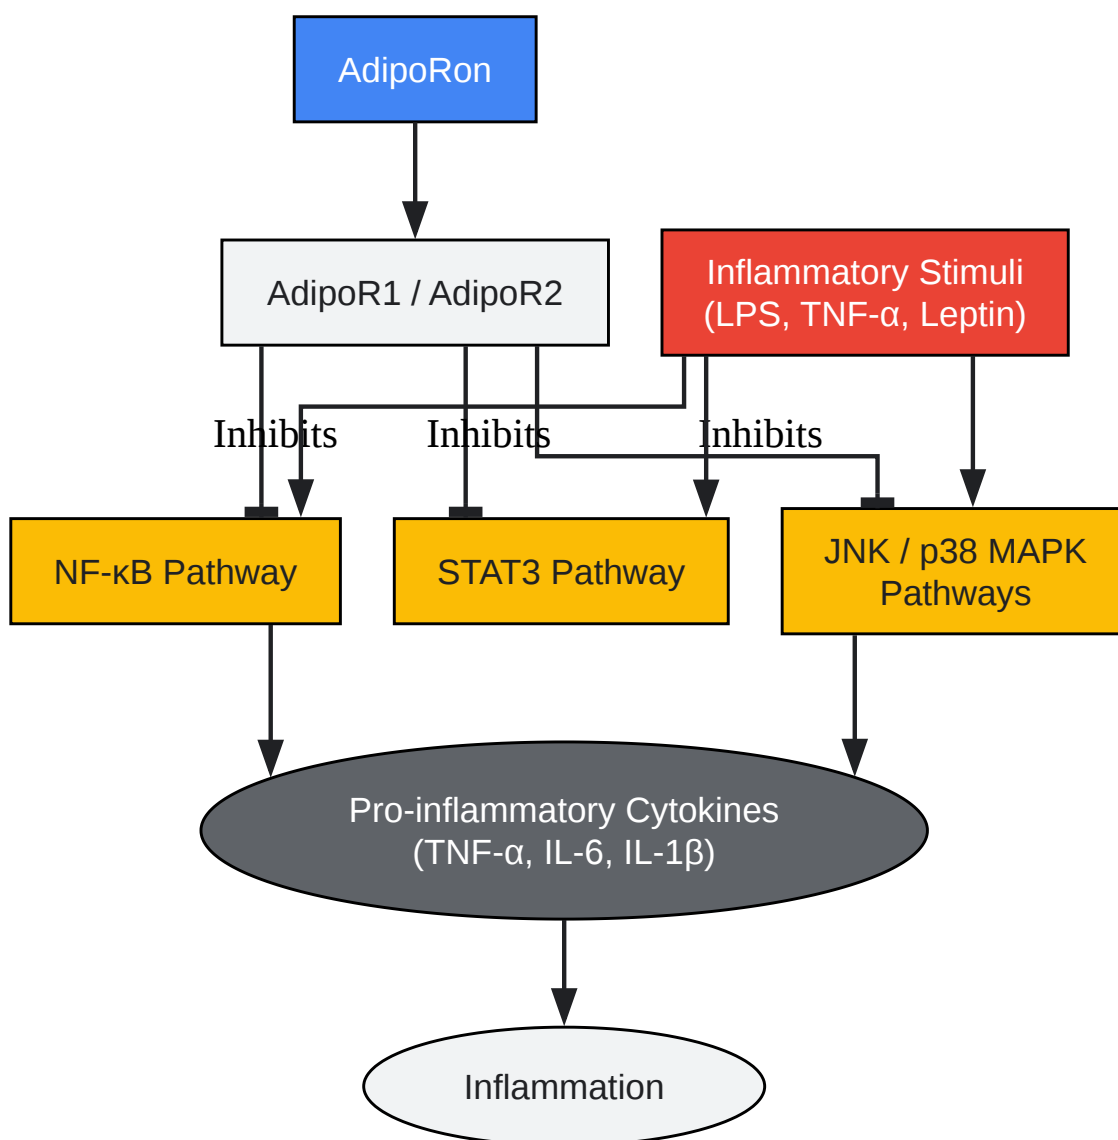 AdipoRon
AdipoR1 / AdipoR2
Inflammatory Stimuli
(LPS, TNF-α, Leptin)
Inhibits
Inhibits
Inhibits
NF-κB Pathway
STAT3 Pathway
JNK / p38 MAPK
Pathways
Pro-inflammatory Cytokines
(TNF-α, IL-6, IL-1β)
Inflammation